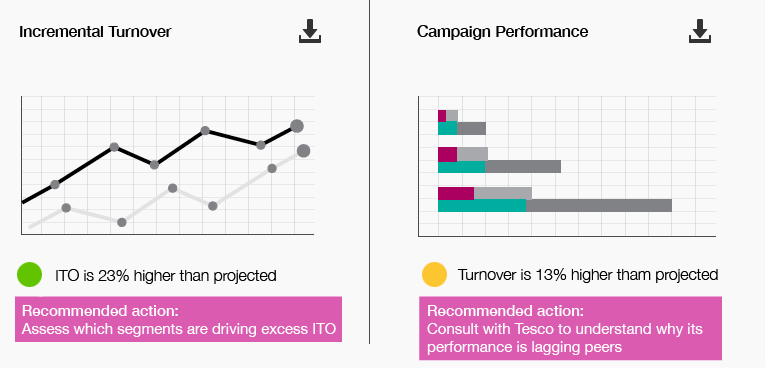 Incremental Turnover
Campaign Performance
ITO is 23% higher than projected
Recommended action:
Assess which segments are driving excess ITO
Turnover is 13% higher tham projected
Recommended action:
Consult with Tesco to understand why its
performance is lagging peers